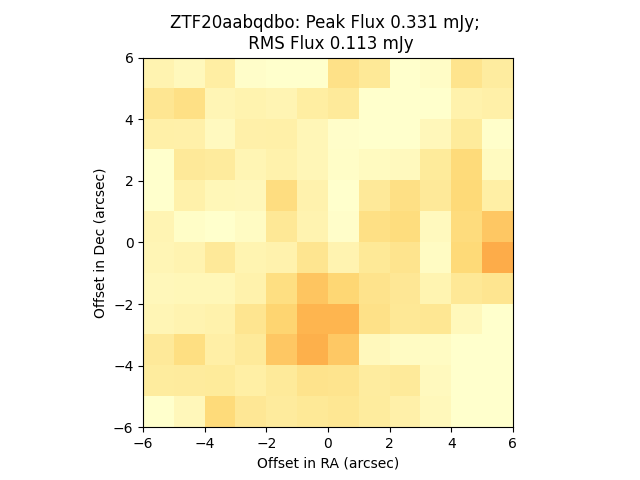 ZTF20aabqdbo: Peak Flux 0.331 mJy;
RMS Flux 0.113 mJy
6
4
2
0
−2
−4
−6
Offset in Dec (arcsec)
−6 −4 −2 0 2 4 6
Offset in RA (arcsec)